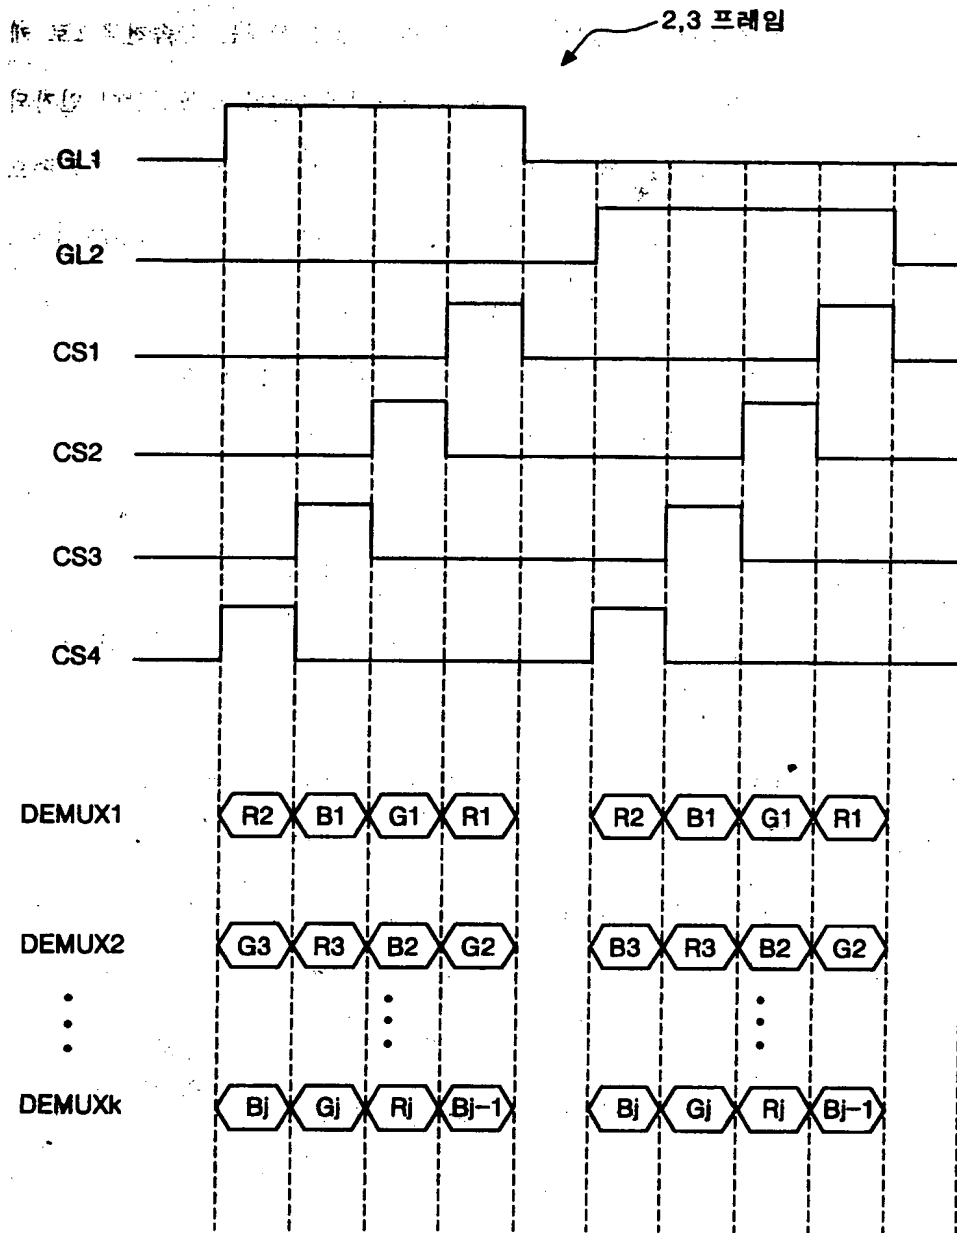 2,3 프레임
GL1
GL2
CS1
CS2
CS3
CS4
DEMUX1 R2 B1 G1 R1 R2 B1 G1 R1
DEMUX2 G3 R3 B2 G2 B3 R3 B2 G2
DEMUXk Bj Gj Rj Bj-1 Bj Gj Rj Bj-1